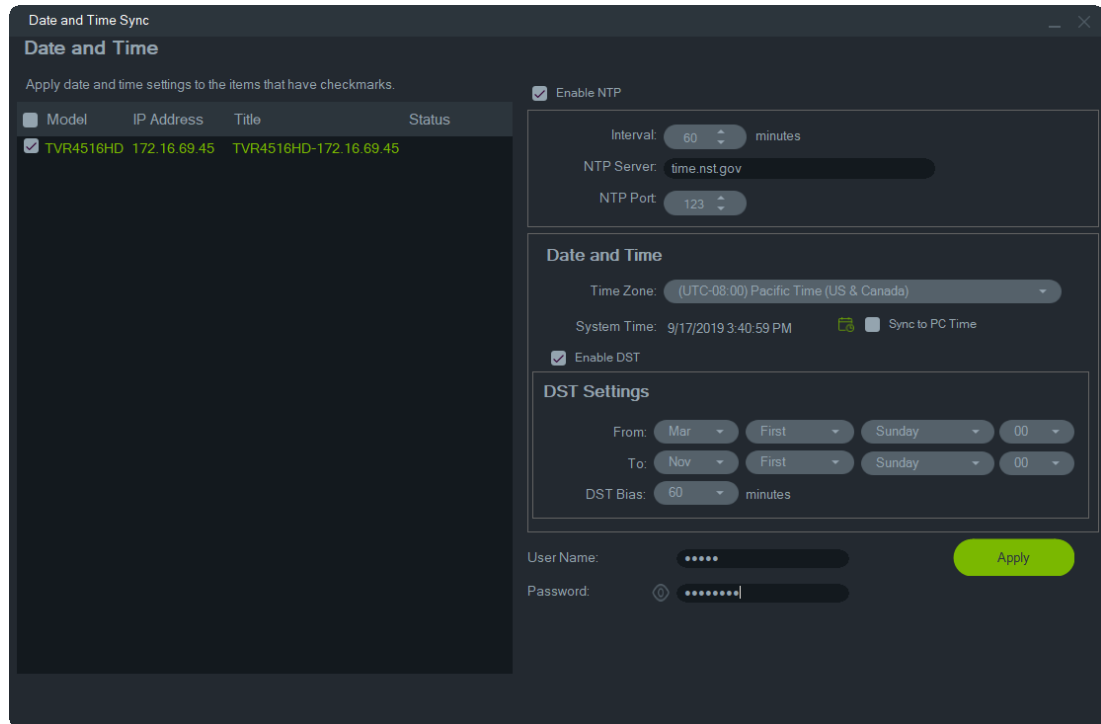 Date and Time Sync
Date and Time
Apply date and time settings to the items that have checkmarks.
Model IP Address Title Status
TVR4516HD 172.16.69.45 TVR4516HD-172.16.69.45
Enable NTP
Interval: 60 minutes
NTP Server: time.nst.gov
NTP Port: 123
Date and Time
Time Zone: (UTC-08:00) Pacific Time (US & Canada)
System Time: 9/17/2019 3:40:59 PM Sync to PC Time
Enable DST
DST Settings
From: Mar First Sunday 00
To: Nov First Sunday 00
DST Bias: 60 minutes
User Name: •••••
Apply
Password: ••••••••